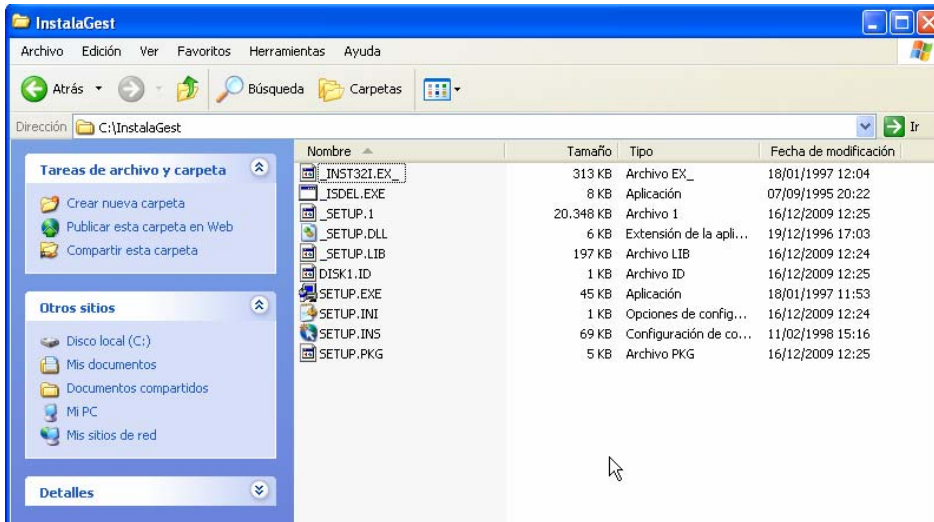 InstalaGest
Archivo Edición Ver Favoritos Herramientas Ayuda
Atrás Búsqueda Carpetas
Dirección C:\InstalaGest Ir
Tareas de archivo y carpeta
Crear nueva carpeta
Publicar esta carpeta en Web
Compartir esta carpeta
Otros sitios
Disco local (C:)
Mis documentos
Documentos compartidos
Mi PC
Mis sitios de red
Detalles
Nombre Tamaño Tipo Fecha de modificación
_INST32I.EX_ 313 KB Archivo EX_ 18/01/1997 12:04
_ISDEL.EXE 8 KB Aplicación 07/09/1995 20:22
_SETUP.1 20.348 KB Archivo 1 16/12/2009 12:25
_SETUP.DLL 6 KB Extensión de la apli... 19/12/1996 17:03
_SETUP.LIB 197 KB Archivo LIB 16/12/2009 12:24
DISK1.ID 1 KB Archivo ID 16/12/2009 12:25
SETUP.EXE 45 KB Aplicación 18/01/1997 11:53
SETUP.INI 1 KB Opciones de config... 16/12/2009 12:24
SETUP.INS 69 KB Configuración de co... 11/02/1998 15:16
SETUP.PKG 5 KB Archivo PKG 16/12/2009 12:25